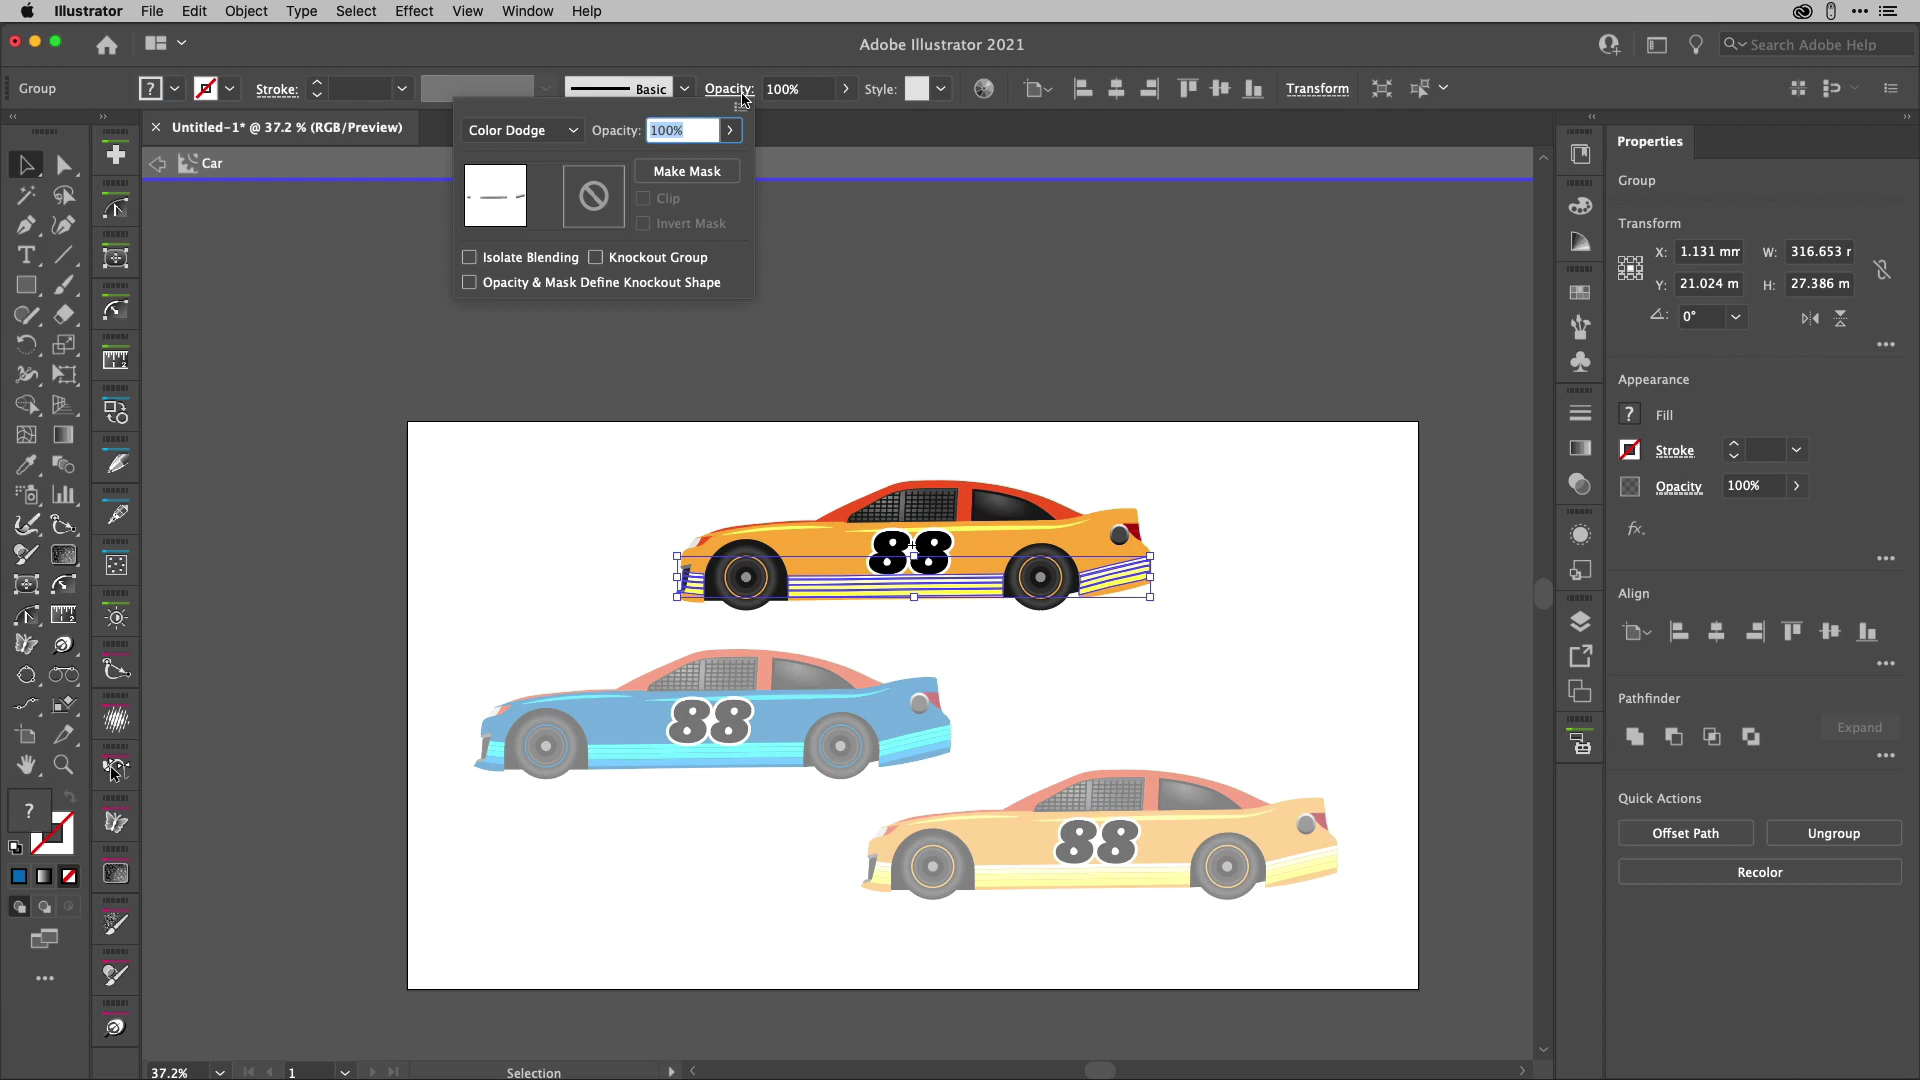 Illustrator File Edit Object Type Select Effect View Window Help
Adobe Illustrator 2021
Search Adobe Help
Group
?
Stroke:
Basic
Opacity:
100%
Style:
Transform
Untitled-1* @ 37.2 % (RGB/Preview)
Car
Color Dodge
Opacity:
100%
Make Mask
Clip
Invert Mask
Isolate Blending
Knockout Group
Opacity & Mask Define Knockout Shape
Properties
Group
Transform
X:
1.131 mm
W:
316.653
Y:
21.024 m
H:
27.386 m
0°
Appearance
?
Fill
Stroke
Opacity
100%
fx.
Align
Pathfinder
Expand
Quick Actions
Offset Path
Ungroup
Recolor
88
88
88
?
37.2%
1
Selection